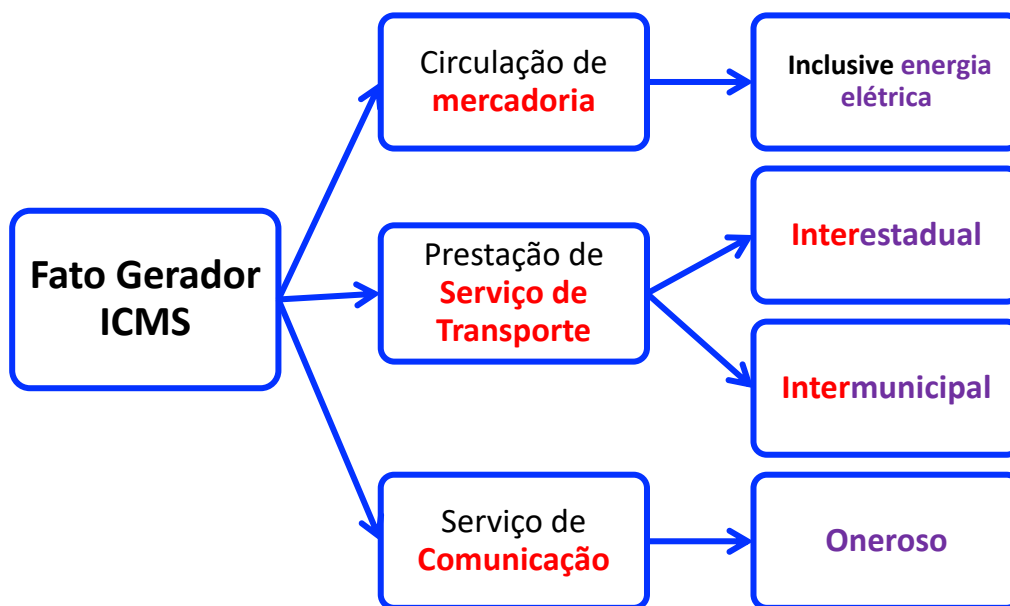 Fato Gerador
ICMS
Circulação de
mercadoria
Inclusive energia
elétrica
Prestação de
Serviço de
Transporte
Interestadual
Intermunicipal
Serviço de
Comunicação
Oneroso